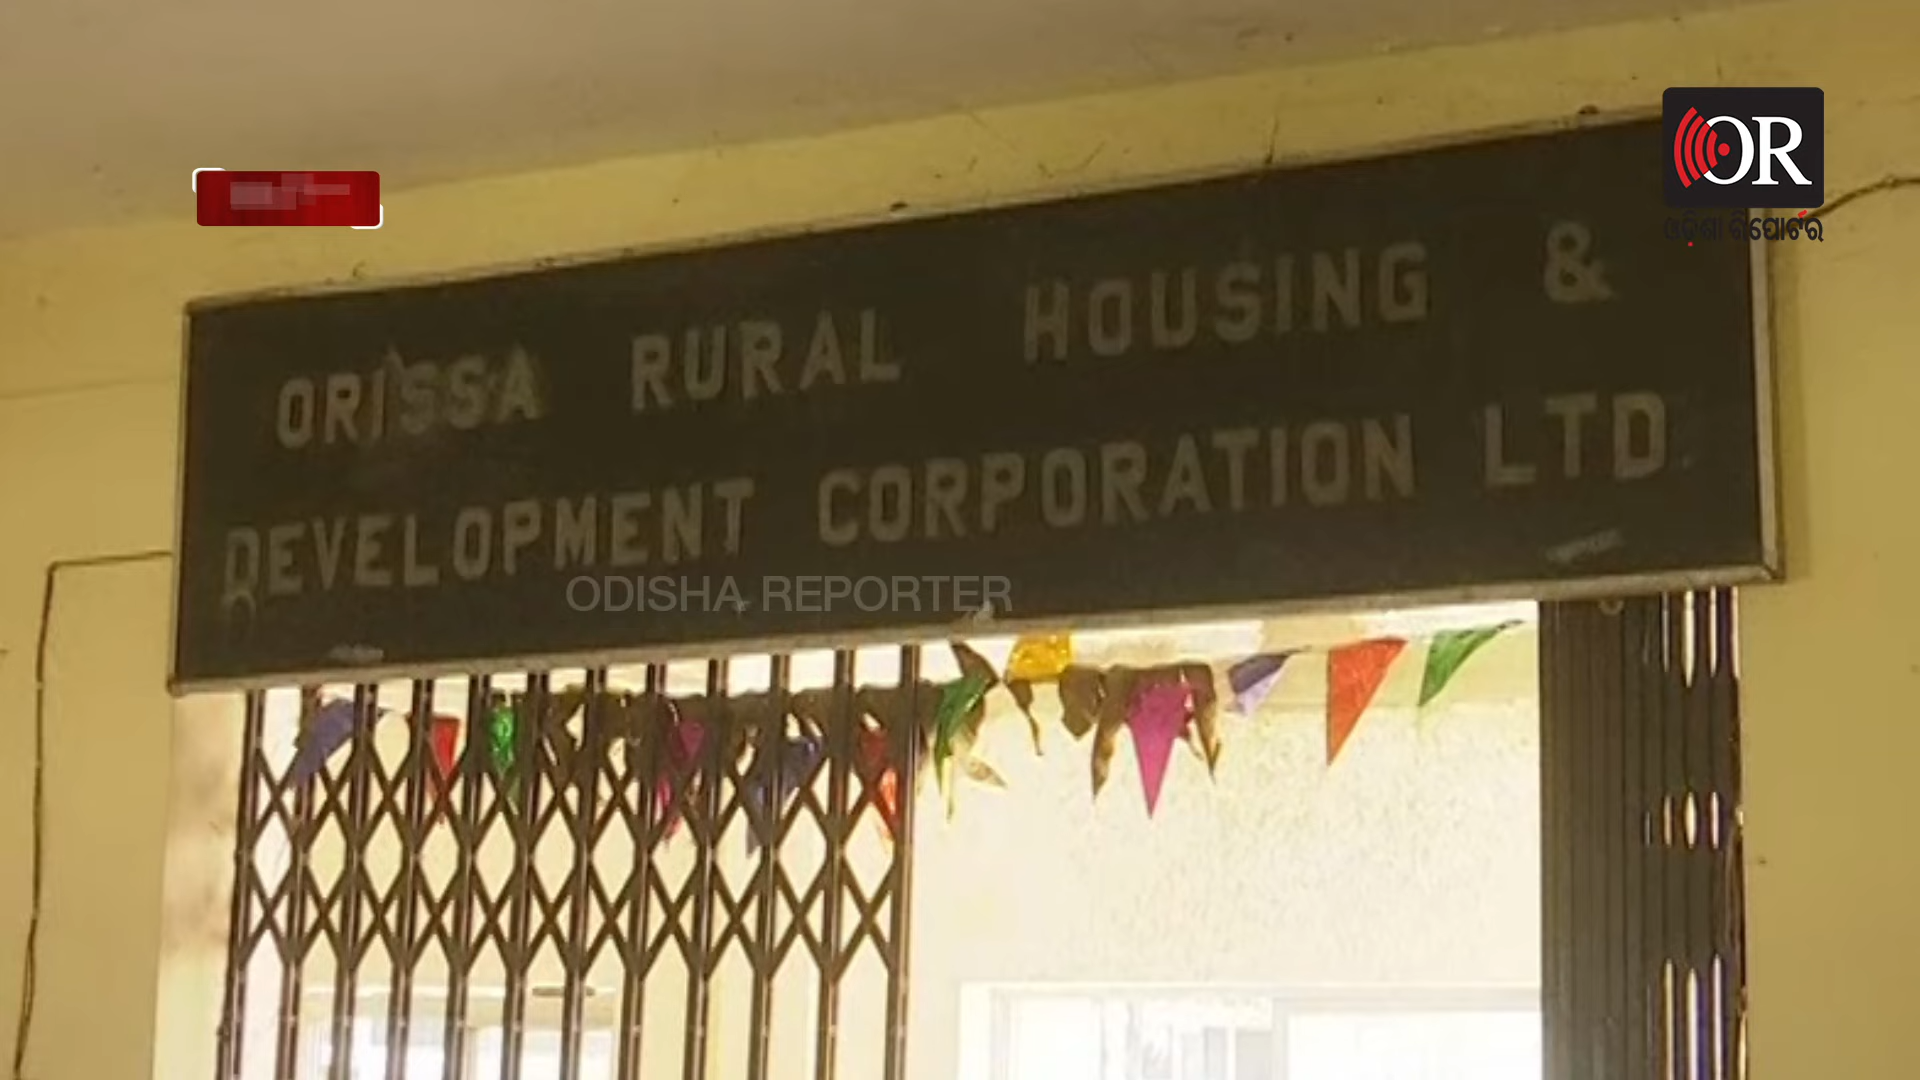 OR
ଓଡ଼ିଶା ରିପୋର୍ଟର
ORISSA RURAL HOUSING &
DEVELOPMENT CORPORATION LTD.
ODISHA REPORTER